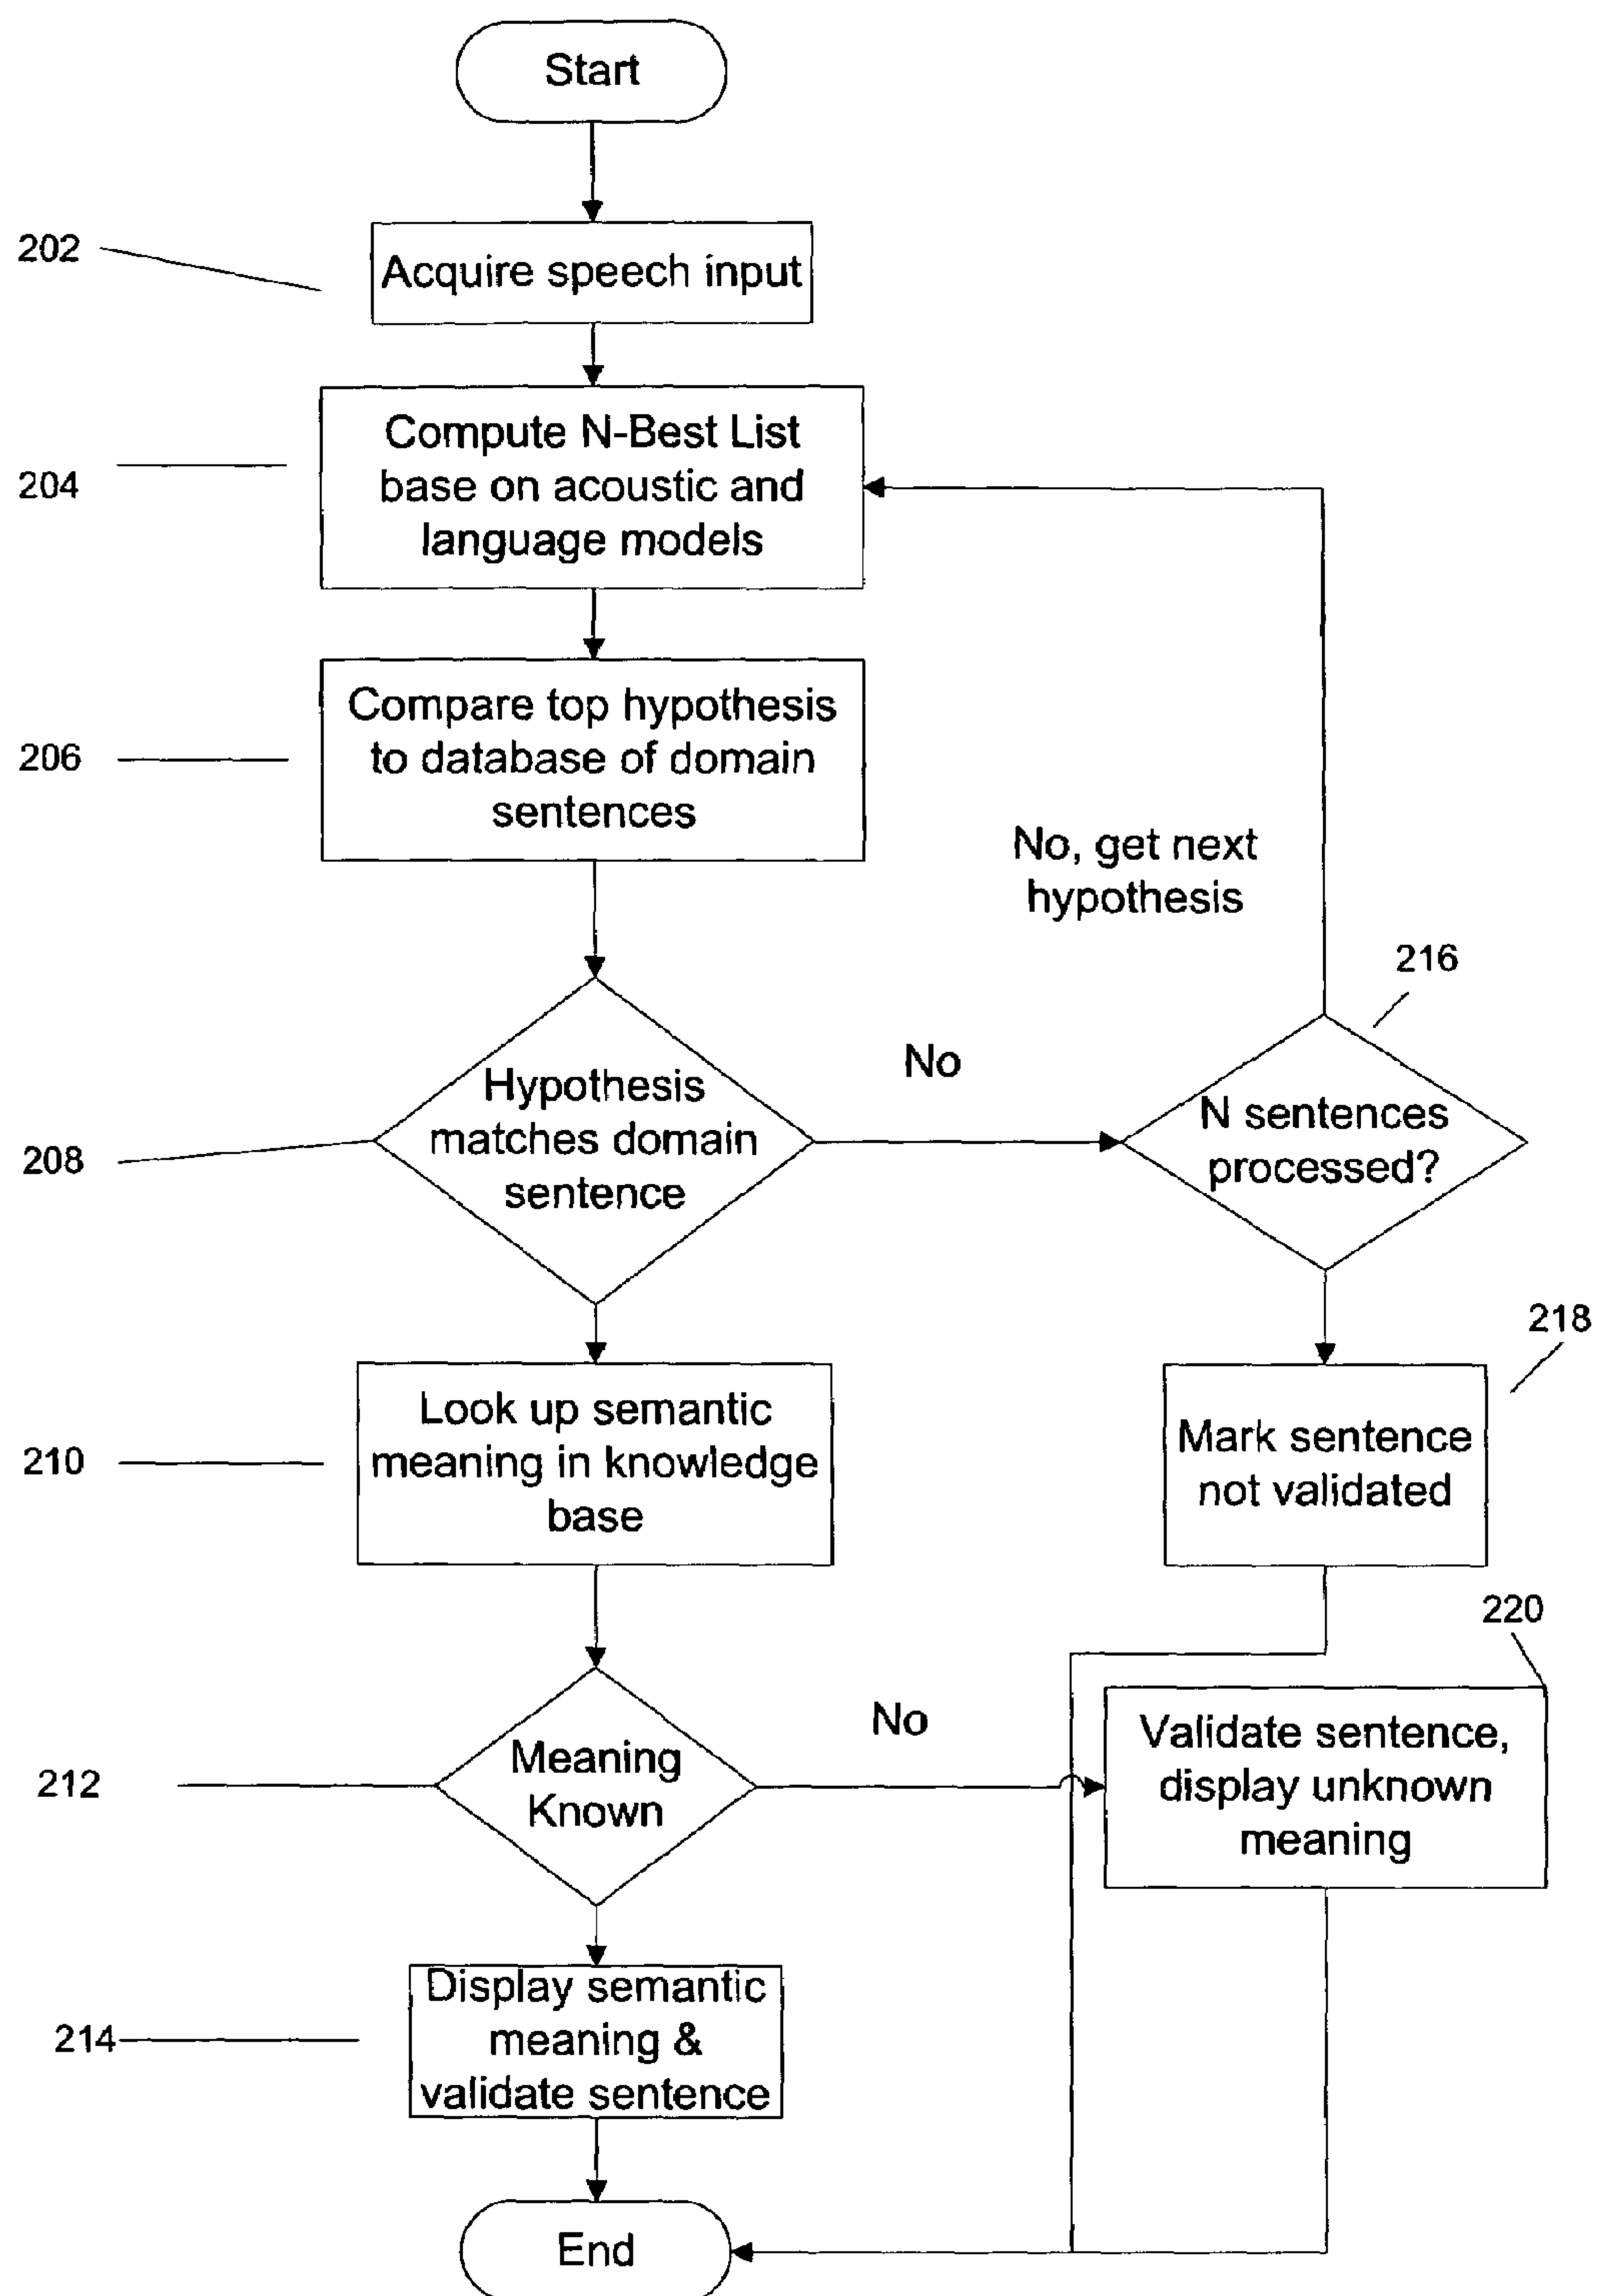 Start
202
Acquire speech input
204
Compute N-Best List
base on acoustic and
language models
206
Compare top hypothesis
to database of domain
sentences
No, get next
hypothesis
216
208
Hypothesis
matches domain
sentence
No
N sentences
processed?
218
210
Look up semantic
meaning in knowledge
base
Mark sentence
not validated
220
212
Meaning
Known
No
Validate sentence,
display unknown
meaning
214
Display semantic
meaning &
validate sentence
End